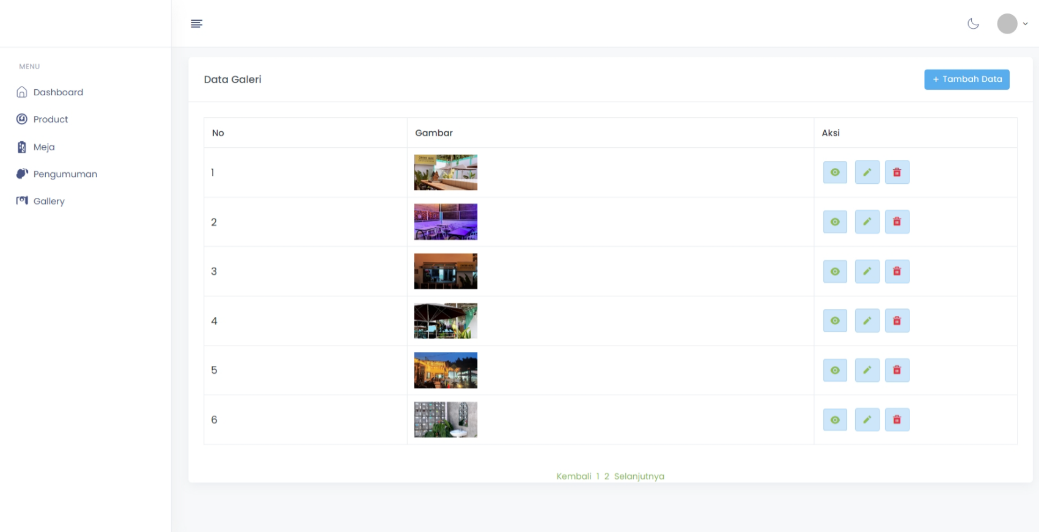 MENU
Dashboard
Product
Meja
Pengumuman
Gallery
Data Galeri
+ Tambah Data
No Gambar Aksi
1
2
3
4
5
6
Kembali 1 2 Selanjutnya